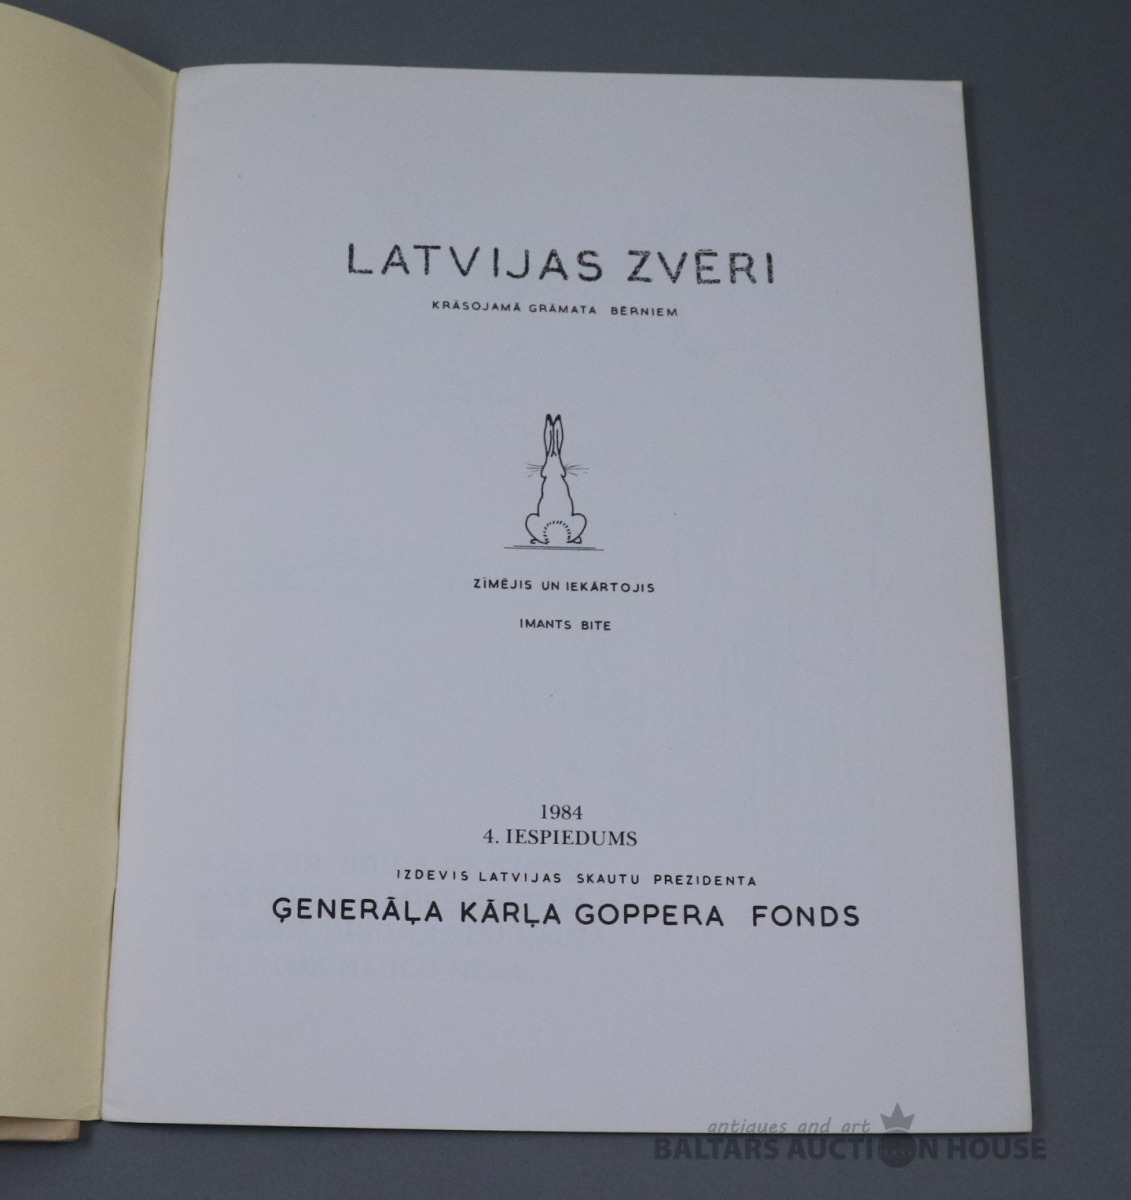 LATVIJAS ZVĒRI
KRĀSOJAMĀ GRĀMATA BĒRNIEM
ZĪMĒJIS UN IEKĀRTOJIS
IMANTS BITE
1984
4. IESPIEDUMS
IZDEVIS LATVIJAS SKAUTU PREZIDENTA
ĢENERĀĻA KĀRĻA GOPPERA FONDS
antiques and art
BALTARS AUCTION HOUSE